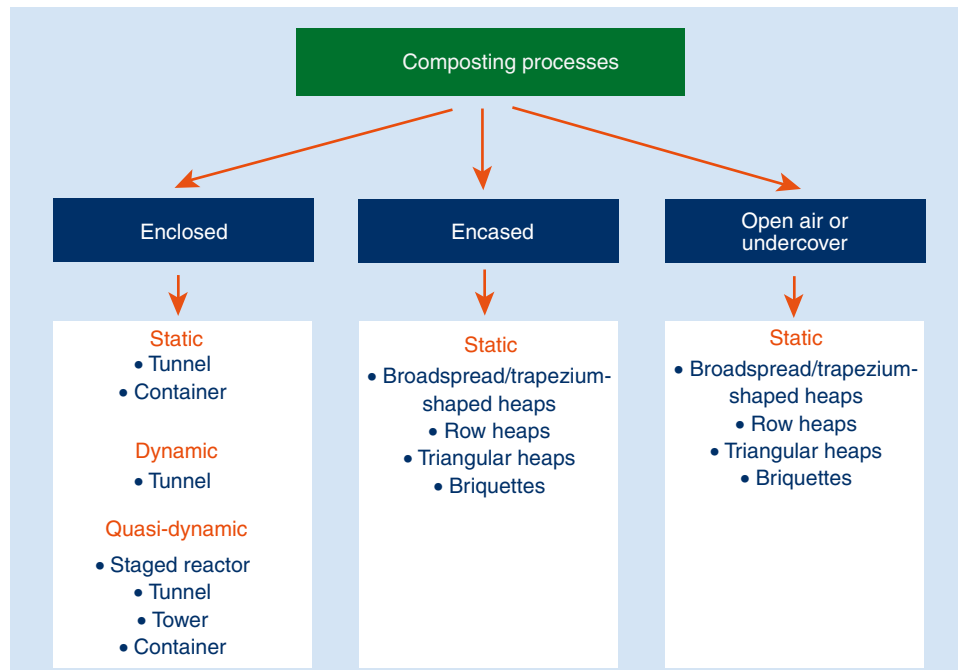 Composting processes
Enclosed
Encased
Open air or
undercover
Static
• Tunnel
• Container
Dynamic
• Tunnel
Quasi-dynamic
• Staged reactor
• Tunnel
• Tower
• Container
Static
• Broadspread/trapezium-
shaped heaps
• Row heaps
• Triangular heaps
• Briquettes
Static
• Broadspread/trapezium-
shaped heaps
• Row heaps
• Triangular heaps
• Briquettes